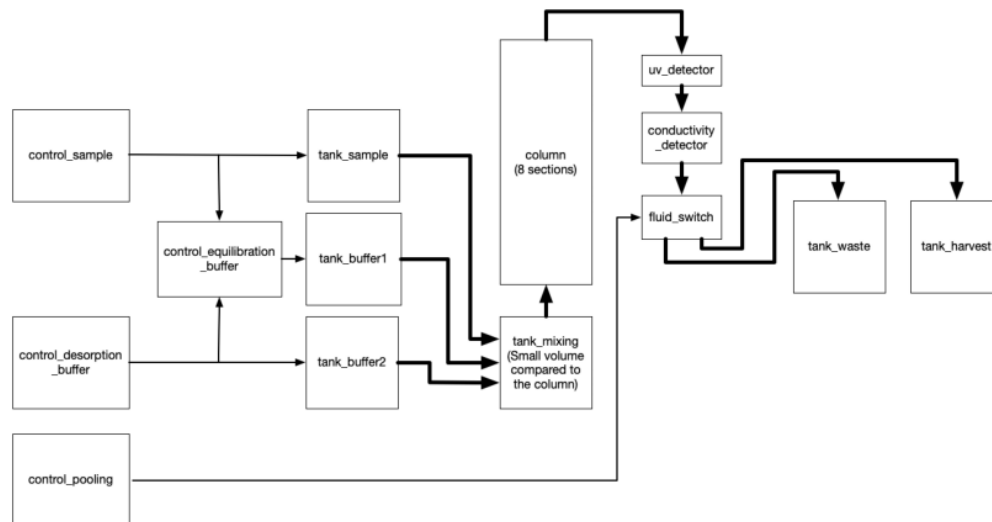 column
(8 sections)
uv_detector
conductivity
_detector
fluid_switch
control_sample
tank_sample
control_equilibration
_buffer
tank_buffer1
tank_waste
tank_harvest
control_desorption
_buffer
tank_buffer2
tank_mixing
(Small volume
compared to
the column)
control_pooling